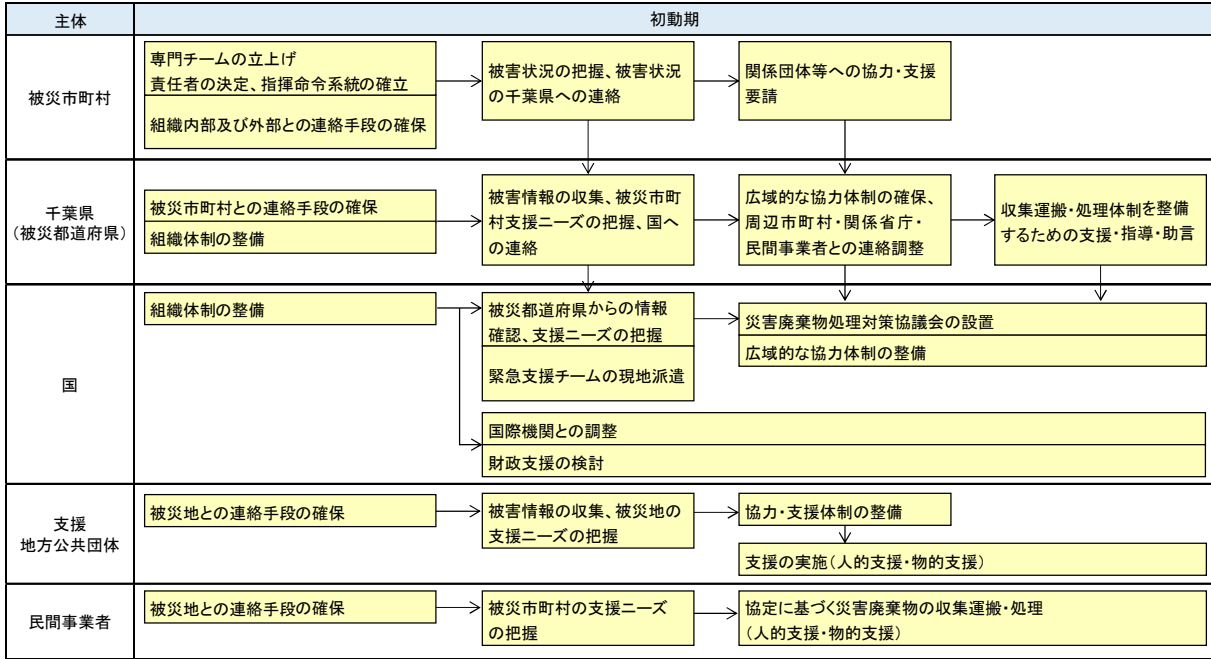 主体
初動期
被災市町村
専門チームの立上げ
責任者の決定、指揮命令系統の確立
組織内部及び外部との連絡手段の確保
被害状況の把握、被害状況
の千葉県への連絡
関係団体等への協力・支援
要請
千葉県
(被災都道府県)
被災市町村との連絡手段の確保
組織体制の整備
被害情報の収集、被災市町
村支援ニーズの把握、国へ
の連絡
広域的な協力体制の確保、
周辺市町村・関係省庁・
民間事業者との連絡調整
収集運搬・処理体制を整備
するための支援・指導・助言
国
組織体制の整備
被災都道府県からの情報
確認、支援ニーズの把握
緊急支援チームの現地派遣
災害廃棄物処理対策協議会の設置
広域的な協力体制の整備
国際機関との調整
財政支援の検討
支援
地方公共団体
被災地との連絡手段の確保
被害情報の収集、被災地の
支援ニーズの把握
協力・支援体制の整備
支援の実施(人的支援・物的支援)
民間事業者
被災地との連絡手段の確保
被災市町村の支援ニーズ
の把握
協定に基づく災害廃棄物の収集運搬・処理
(人的支援・物的支援)